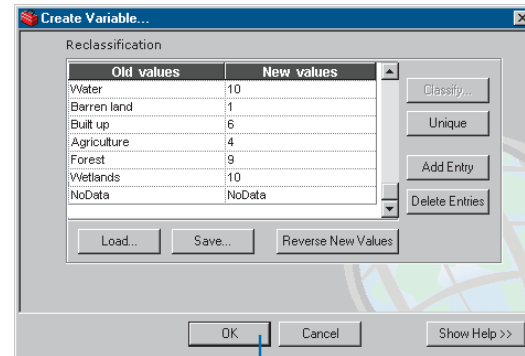 Create Variable...
Reclassification
Old values New values
Water 10
Barren land 1
Built up 6
Agriculture 4
Forest 9
Wetlands 10
NoData NoData
Classify...
Unique
Add Entry
Delete Entries
Load... Save... Reverse New Values
OK Cancel Show Help >>